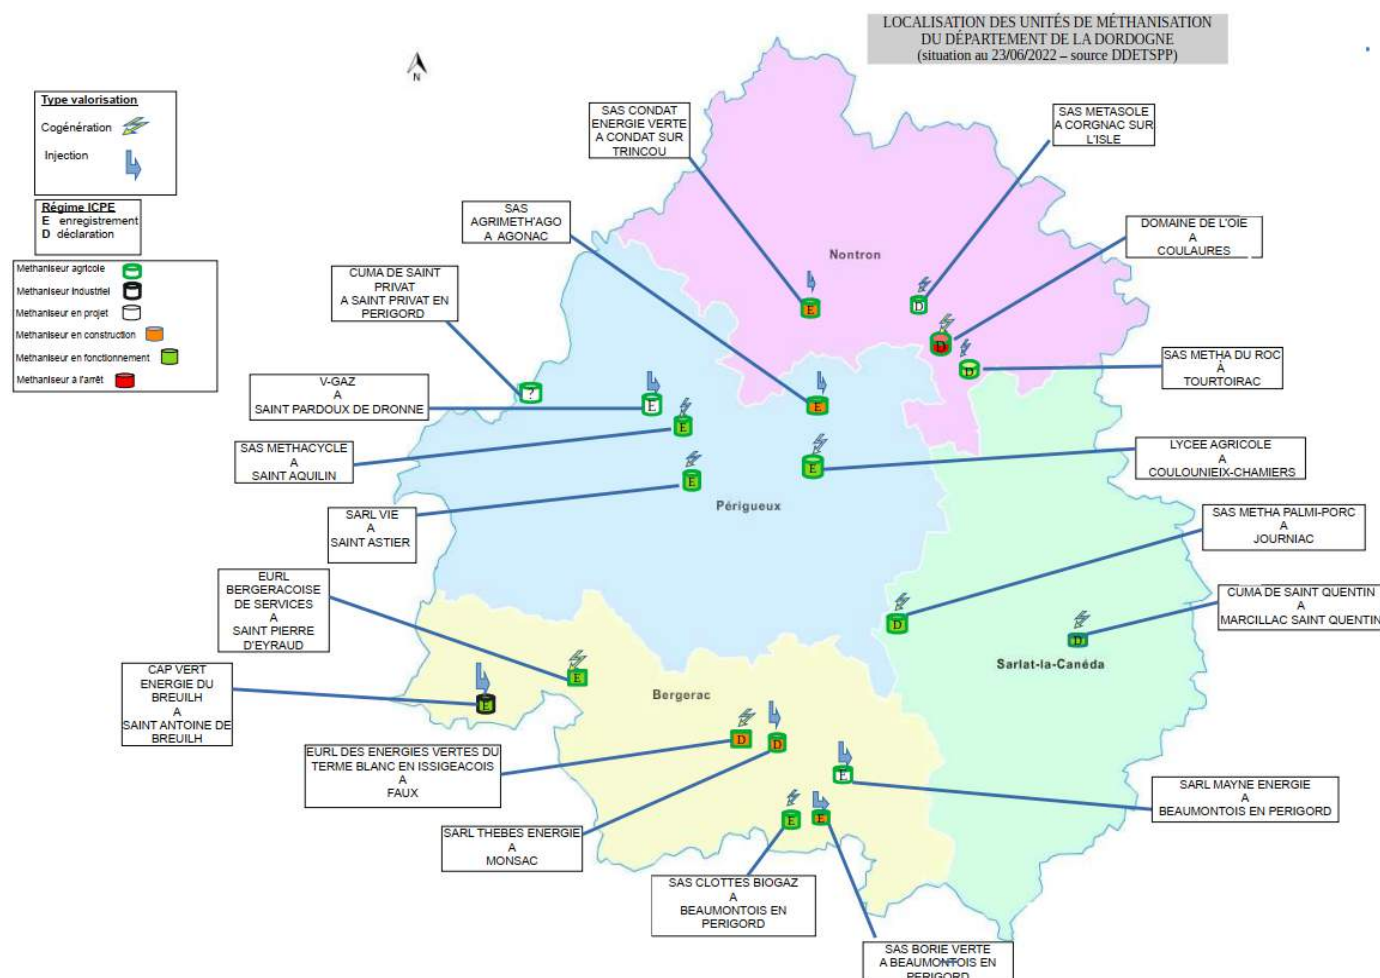 LOCALISATION DES UNITÉS DE MÉTHANISATION
DU DÉPARTEMENT DE LA DORDOGNE
(situation au 23/06/2022 – source DDETSPP)
N
Type valorisation
Cogénération
Injection
Régime ICPE
E enregistrement
D déclaration
Methaniseur agricole
Methaniseur Industriel
Methaniseur en projet
Methaniseur en construction
Methaniseur en fonctionnement
Methaniseur à l'arrêt
SAS CONDAT
ENERGIE VERTE
A CONDAT SUR
TRINCOU
SAS METASOLE
A CORGNAC SUR
L'ISLE
SAS
AGRIMETH'AGO
A AGONAC
DOMAINE DE L'OIE
A
COULAURES
CUMA DE SAINT
PRIVAT
A SAINT PRIVAT EN
PERIGORD
Nontron
E
D
D
SAS METHA DU ROC
À
TOURTOIRAC
D
V-GAZ
A
SAINT PARDOUX DE DRONNE
?
E
E
SAS METHACYCLE
A
SAINT AQUILIN
E
LYCEE AGRICOLE
A
COULOUNIEIX-CHAMIERS
E
E
SARL VIE
A
SAINT ASTIER
Périgueux
SAS METHA PALMI-PORC
A
JOURNIAC
EURL
BERGERACOISE
DE SERVICES
A
SAINT PIERRE
D'EYRAUD
CUMA DE SAINT QUENTIN
A
MARCILLAC SAINT QUENTIN
D
D
Sarlat-la-Canéda
CAP VERT
ENERGIE DU
BREUILH
A
SAINT ANTOINE DE
BREUILH
E
E
Bergerac
D
D
EURL DES ENERGIES VERTES DU
TERME BLANC EN ISSIGEACOIS
A
FAUX
E
SARL MAYNE ENERGIE
A
BEAUMONTOIS EN PERIGORD
SARL THEBES ENERGIE
A
MONSAC
E
E
SAS CLOTTES BIOGAZ
A
BEAUMONTOIS EN
PERIGORD
SAS BORIE VERTE
A BEAUMONTOIS EN
PERIGORD